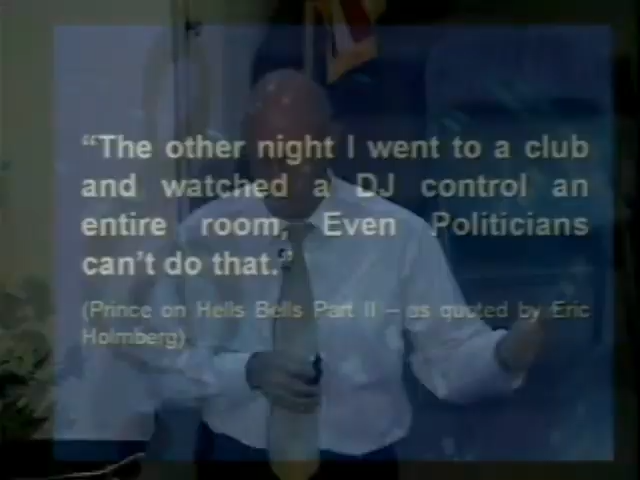 “The other night I went to a club
and watched a DJ control an
entire room, Even Politicians
can't do that.”
(Prince on Hells Bells Part II – as quoted by Eric
Holmberg)